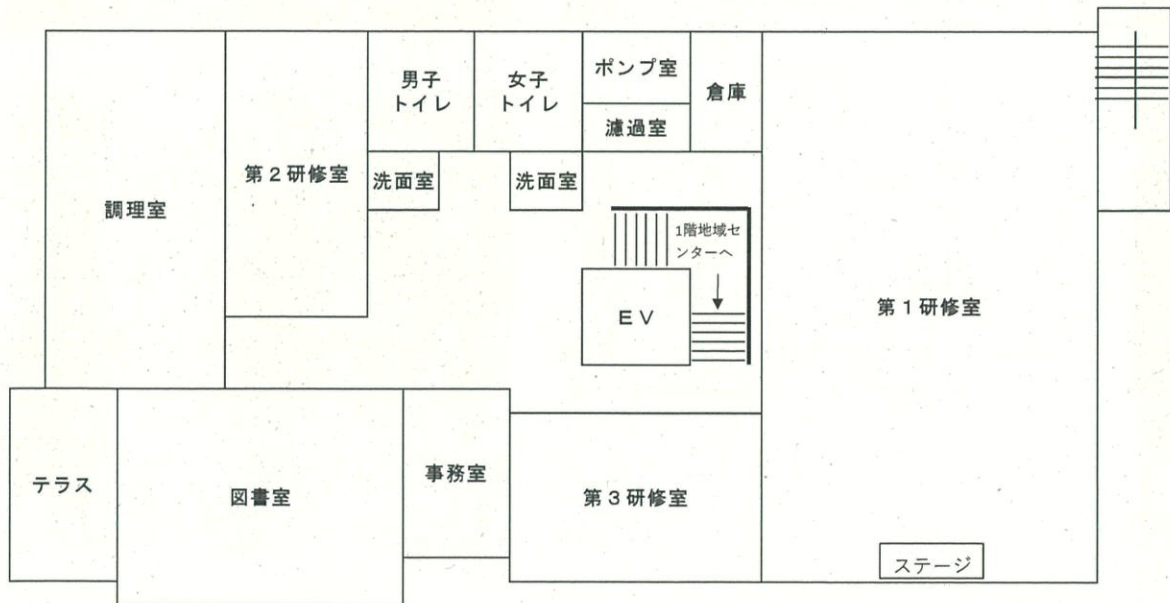 男子
トイレ
女子
トイレ
ポンプ室
倉庫
濾過室
第２研修室
洗面室
洗面室
調理室
1階地域セ
ンターへ
ＥＶ
第１研修室
テラス
図書室
事務室
第３研修室
ステージ